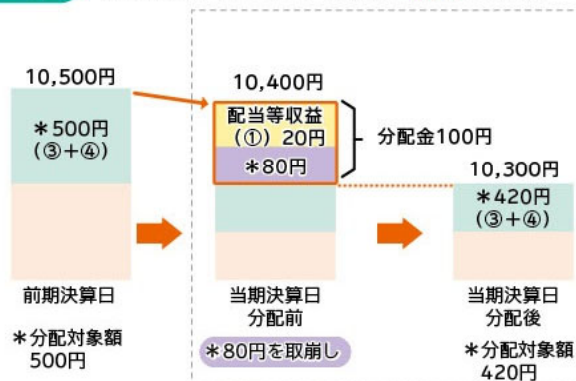 10,500円
*500円
(③+④)
前期決算日
*分配対象額
500円
10,400円
配当等収益
(①) 20円
*80円
分配金100円
当期決算日
分配前
*80円を取崩し
10,300円
*420円
(③+④)
当期決算日
分配後
*分配対象額
420円